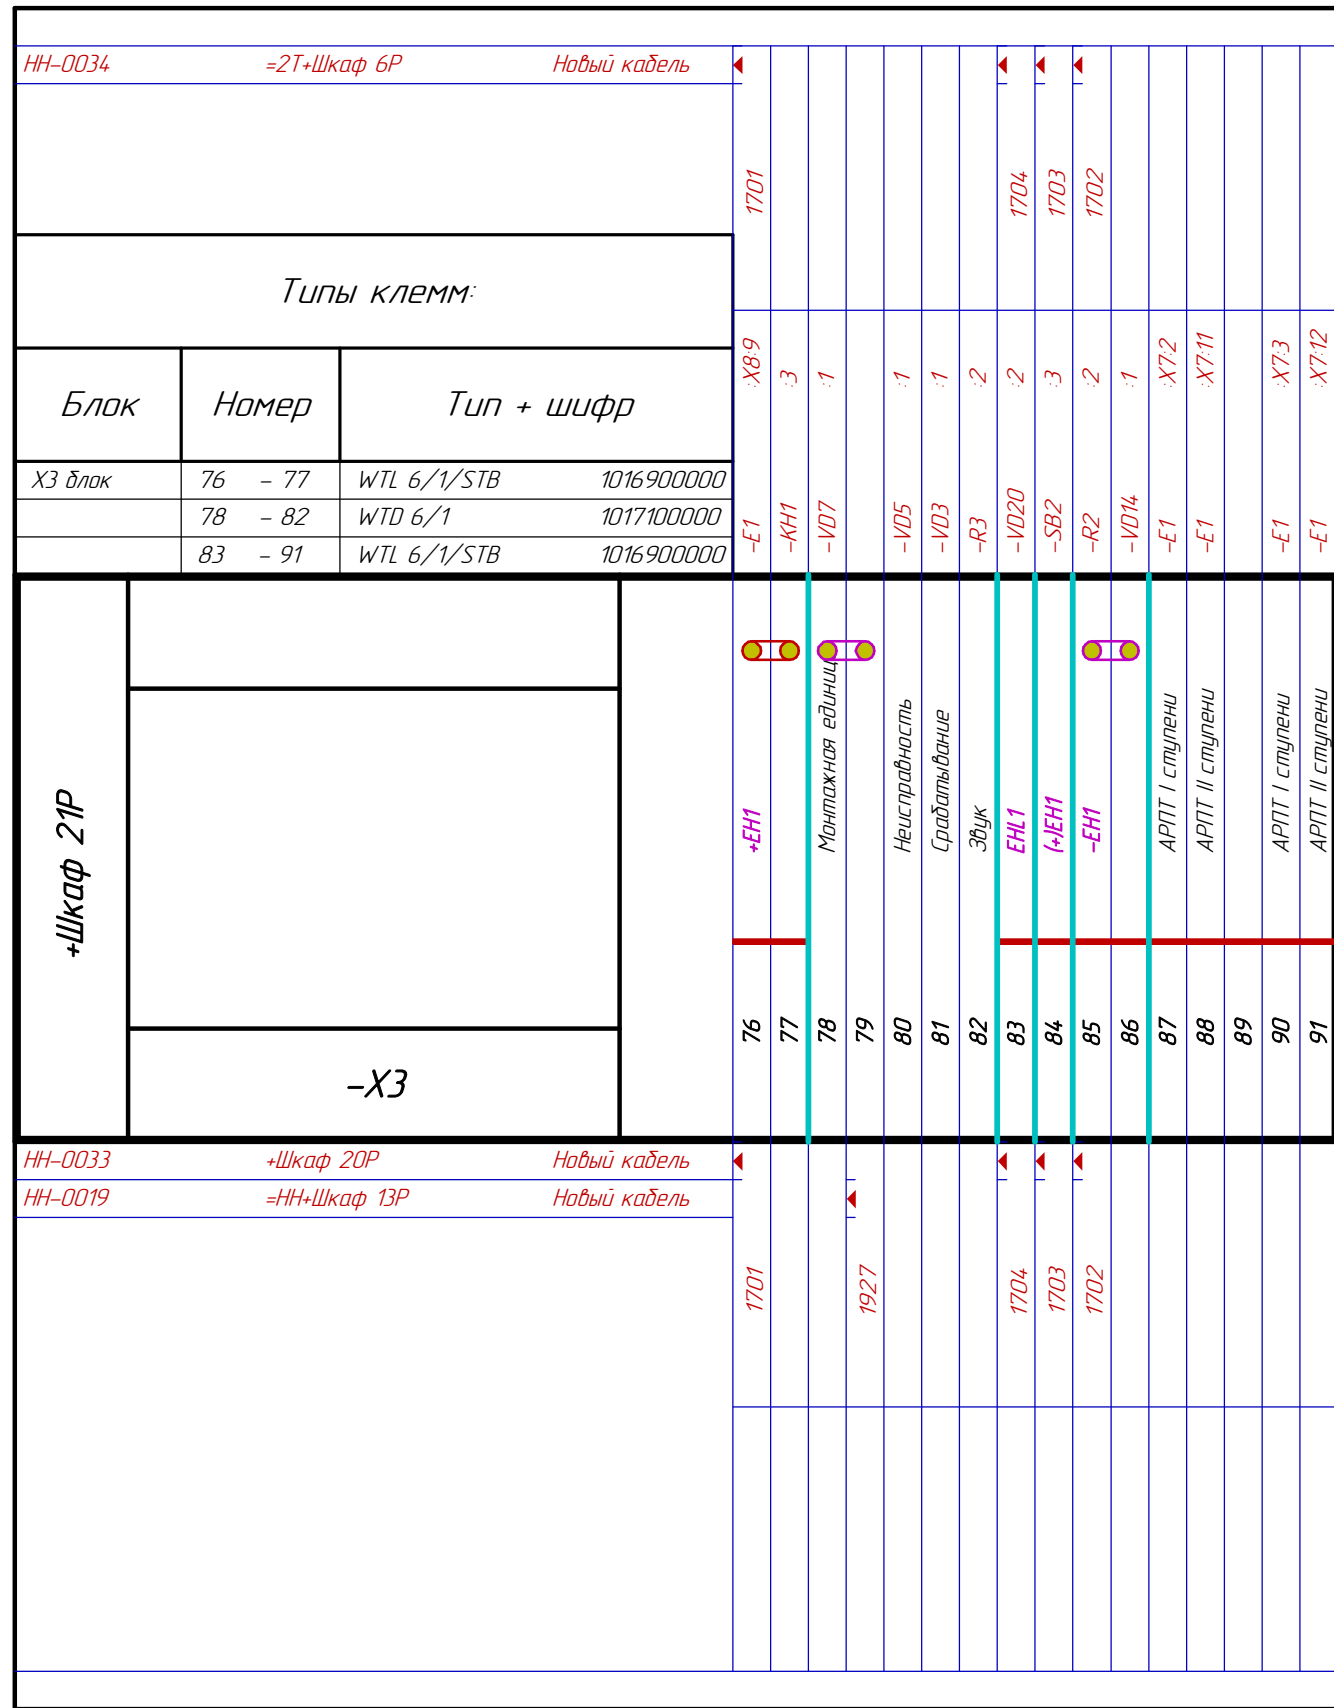 НН-0034 =2Т+Шкаф 6Р Новый кабель
1701
1704
1703
1702
Типы клемм:
Блок Номер Тип + шифр
Х3 блок 76 - 77 WTL 6/1/STB 1016900000
78 - 82 WTD 6/1 1017100000
83 - 91 WTL 6/1/STB 1016900000
-E1 :X8:9
-KH1 :3
-VD7 :1
-VD5 :1
-VD3 :1
-R3 :2
-VD20 :2
-SB2 :3
-R2 :2
-VD14 :1
-E1 :X7:2
-E1 :X7:11
-E1 :X7:3
-E1 :X7:12
+Шкаф 21Р
-X3
76 +EH1
77
78 Монтажная единиц
79
80 Неисправность
81 Срабатывание
82 Звук
83 EHL1
84 (+)EH1
85 -EH1
86
87 АРПТ I ступени
88 АРПТ II ступени
89
90 АРПТ I ступени
91 АРПТ II ступени
НН-0033 +Шкаф 20Р Новый кабель
НН-0019 =НН+Шкаф 13Р Новый кабель
1701
1927
1704
1703
1702